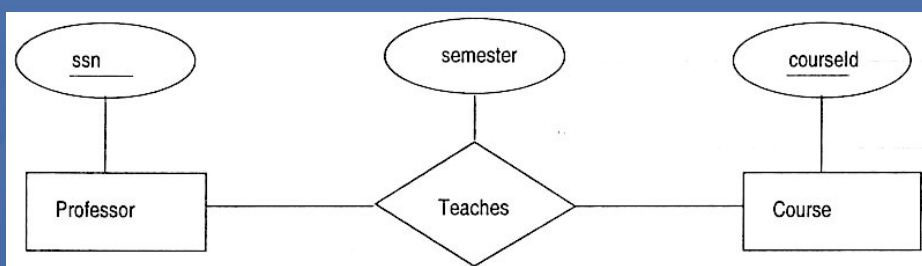 ssn
semester
courseId
Professor
Teaches
Course